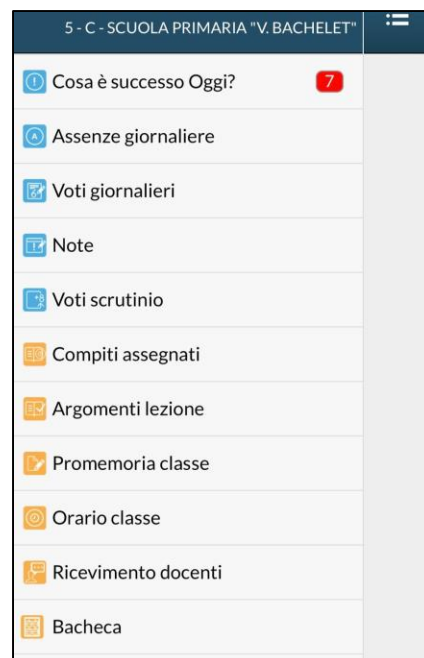 5 - C - SCUOLA PRIMARIA "V. BACHELET"
Cosa è successo Oggi? 7
Assenze giornaliere
Voti giornalieri
Note
Voti scrutinio
Compiti assegnati
Argomenti lezione
Promemoria classe
Orario classe
Ricevimento docenti
Bacheca